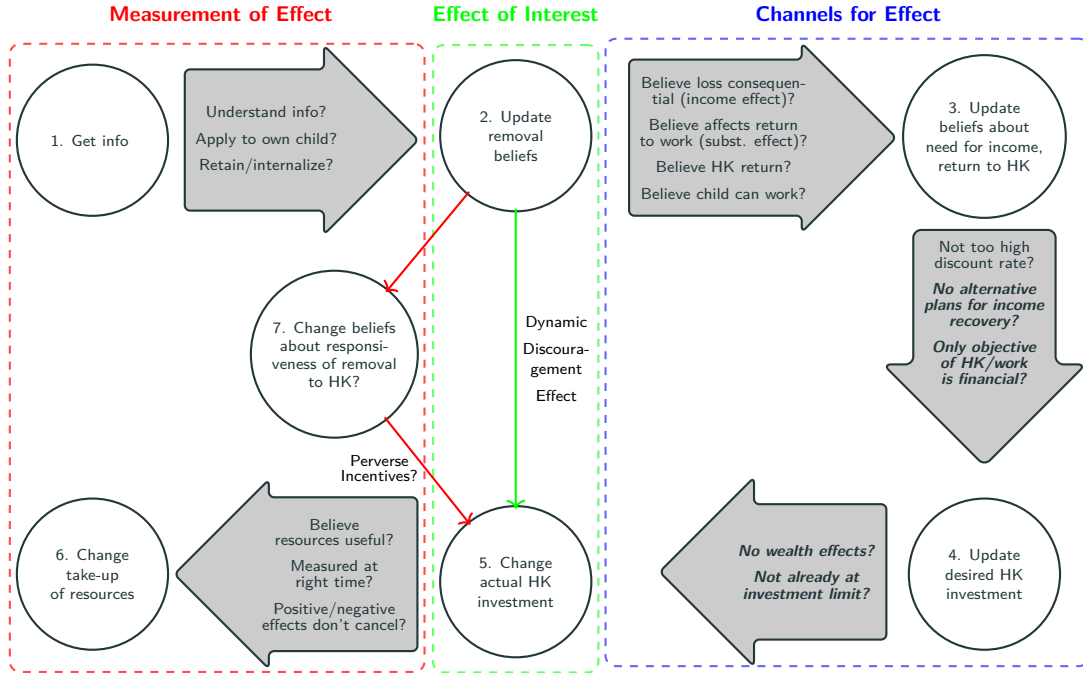 Measurement of Effect
Effect of Interest
Channels for Effect
1. Get info
Understand info?
Apply to own child?
Retain/internalize?
2. Update
removal
beliefs
Believe loss consequen-
tial (income effect)?
Believe affects return
to work (subst. effect)?
Believe HK return?
Believe child can work?
3. Update
beliefs about
need for income,
return to HK
Not too high
discount rate?
No alternative
plans for income
recovery?
Only objective
of HK/work
is financial?
7. Change beliefs
about responsi-
veness of removal
to HK?
Dynamic
Discoura-
gement
Effect
Perverse
Incentives?
6. Change
take-up
of resources
Believe
resources useful?
Measured at
right time?
Positive/negative
effects don't cancel?
5. Change
actual HK
investment
No wealth effects?
Not already at
investment limit?
4. Update
desired HK
investment